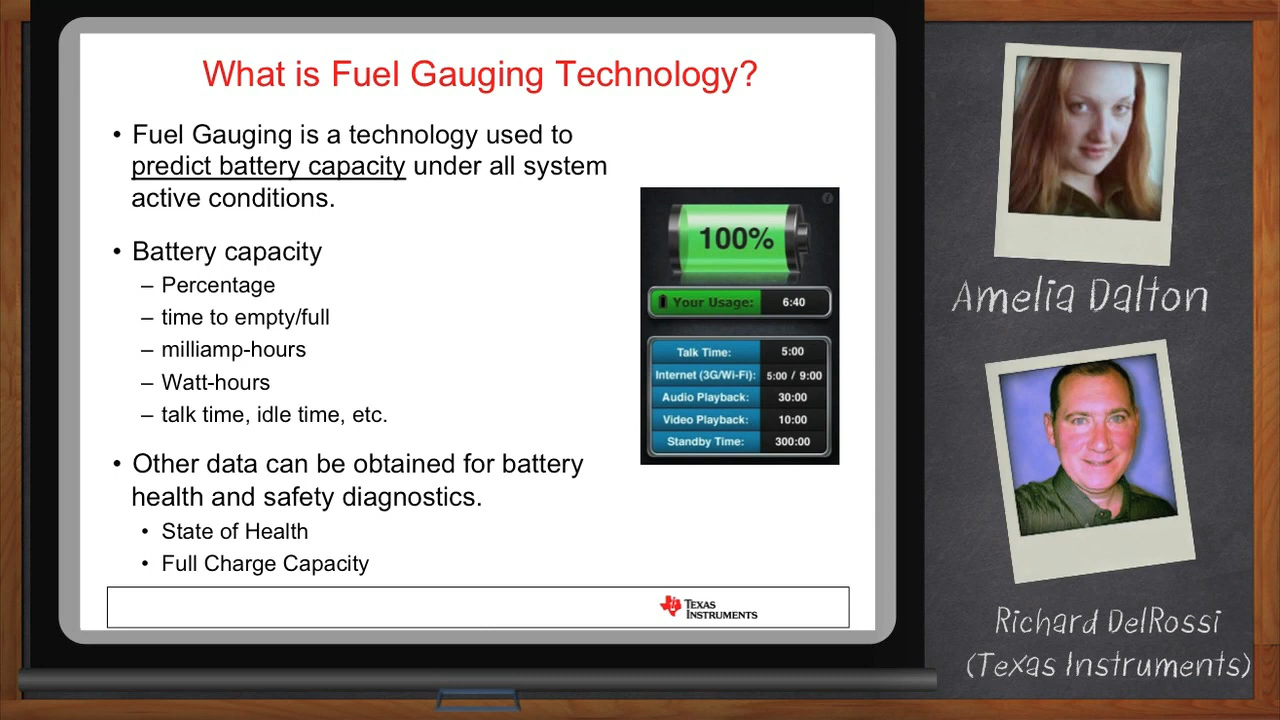 What is Fuel Gauging Technology?
• Fuel Gauging is a technology used to
predict battery capacity under all system
active conditions.
• Battery capacity
– Percentage
– time to empty/full
– milliamp-hours
– Watt-hours
– talk time, idle time, etc.
• Other data can be obtained for battery
health and safety diagnostics.
• State of Health
• Full Charge Capacity
100%
Your Usage: 6:40
Talk Time: 5:00
Internet (3G/Wi-Fi): 5:00 / 9:00
Audio Playback: 30:00
Video Playback: 10:00
Standby Time: 300:00
TEXAS
INSTRUMENTS
Amelia Dalton
Richard DelRossi
(Texas Instruments)